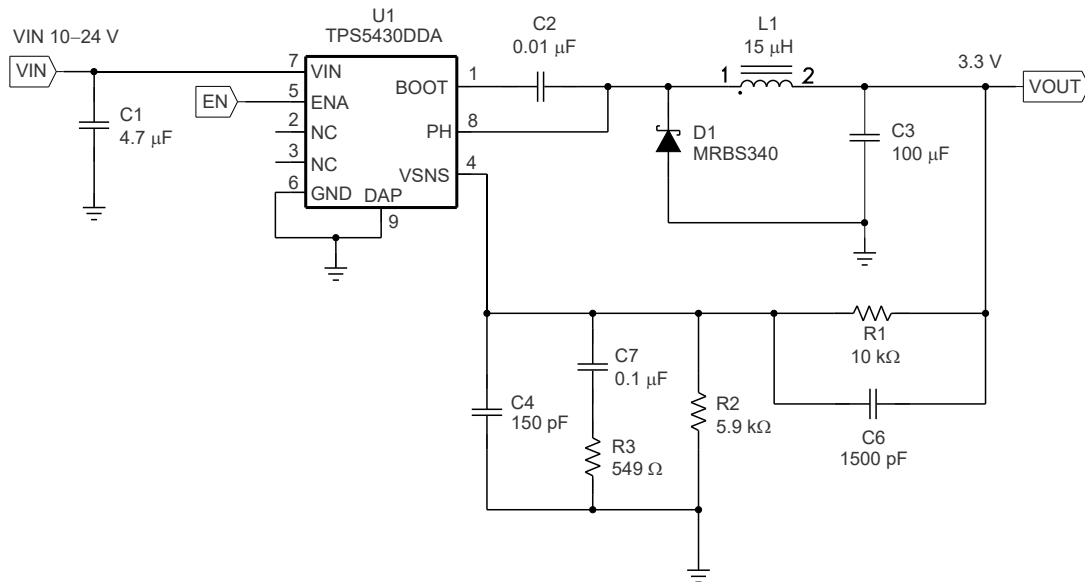 VIN 10–24 V
VIN
C1
4.7 μF
EN
U1
TPS5430DDA
7
VIN
5
ENA
2
NC
3
NC
6
GND
DAP
9
BOOT
1
PH
8
VSNS
4
C2
0.01 μF
L1
15 μH
1
2
3.3 V
VOUT
D1
MRBS340
C3
100 μF
C4
150 pF
C7
0.1 μF
R3
549 Ω
R2
5.9 kΩ
R1
10 kΩ
C6
1500 pF